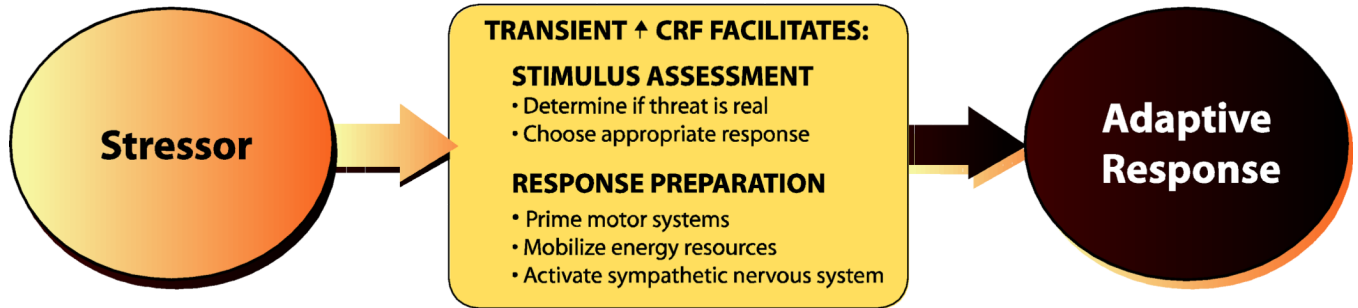 Stressor
TRANSIENT ↑ CRF FACILITATES:
STIMULUS ASSESSMENT
• Determine if threat is real
• Choose appropriate response
RESPONSE PREPARATION
• Prime motor systems
• Mobilize energy resources
• Activate sympathetic nervous system
Adaptive
Response